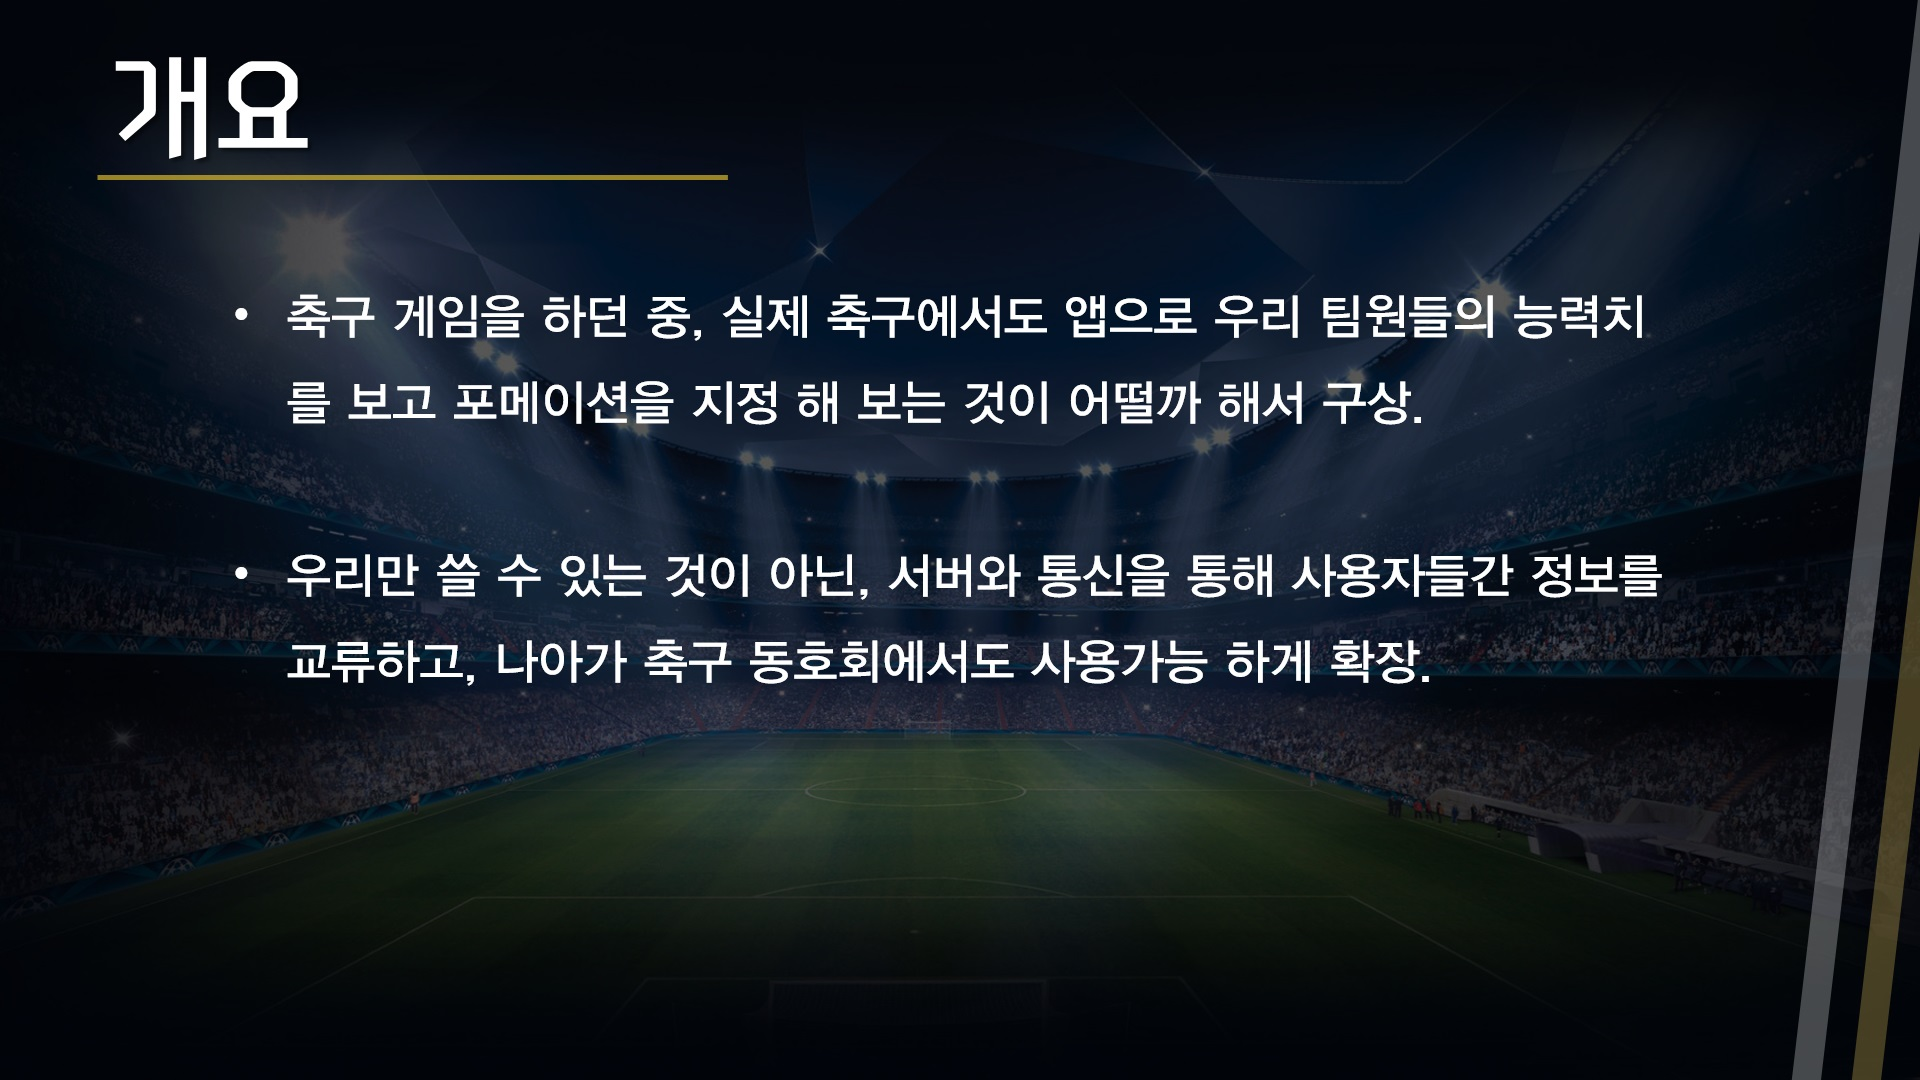 개요
• 축구 게임을 하던 중, 실제 축구에서도 앱으로 우리 팀원들의 능력치
를 보고 포메이션을 지정 해 보는 것이 어떨까 해서 구상.
• 우리만 쓸 수 있는 것이 아닌, 서버와 통신을 통해 사용자들간 정보를
교류하고, 나아가 축구 동호회에서도 사용가능 하게 확장.